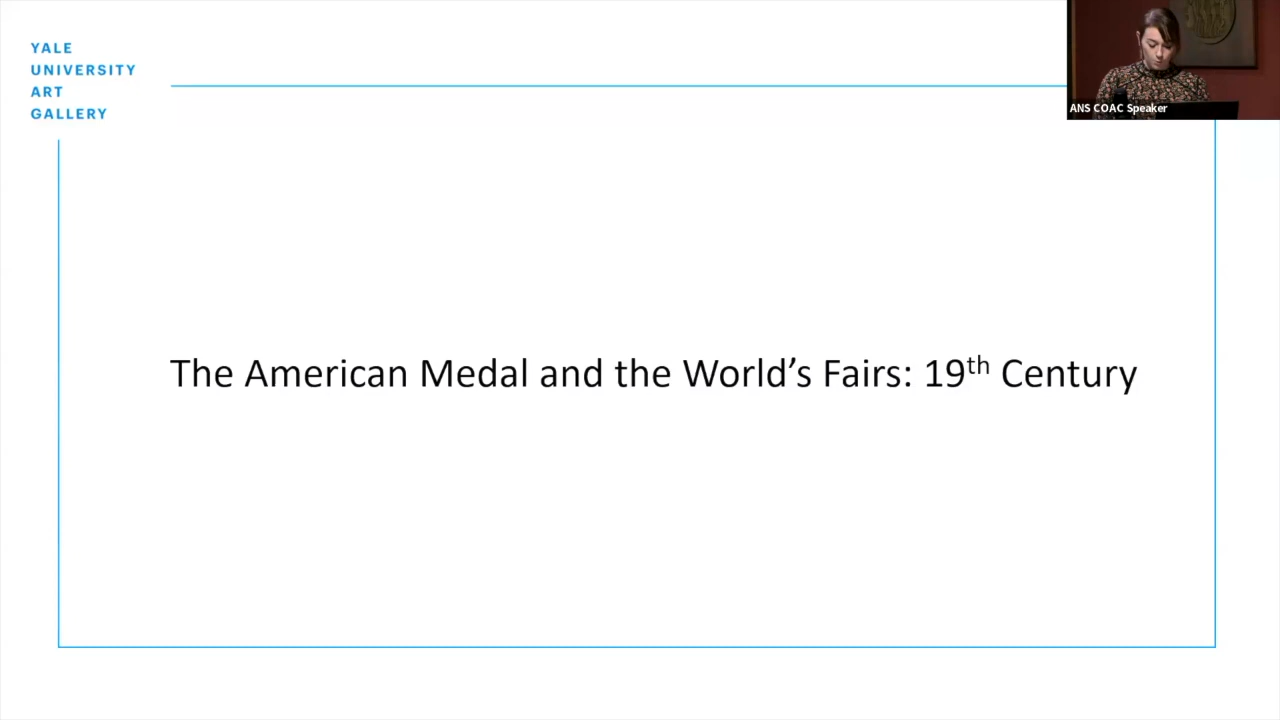 YALE
UNIVERSITY
ART
GALLERY
ANS COAC Speaker
The American Medal and the World’s Fairs: 19th Century